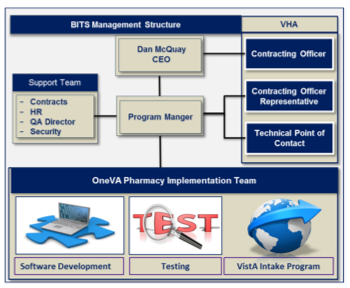 BITS Management Structure
VHA
Dan McQuay
CEO
Contracting Officer
Support Team
- Contracts
- HR
- QA Director
- Security
Program Manger
Contracting Officer
Representative
Technical Point of
Contact
OneVA Pharmacy Implementation Team
TEST
Software Development
Testing
VistA Intake Program